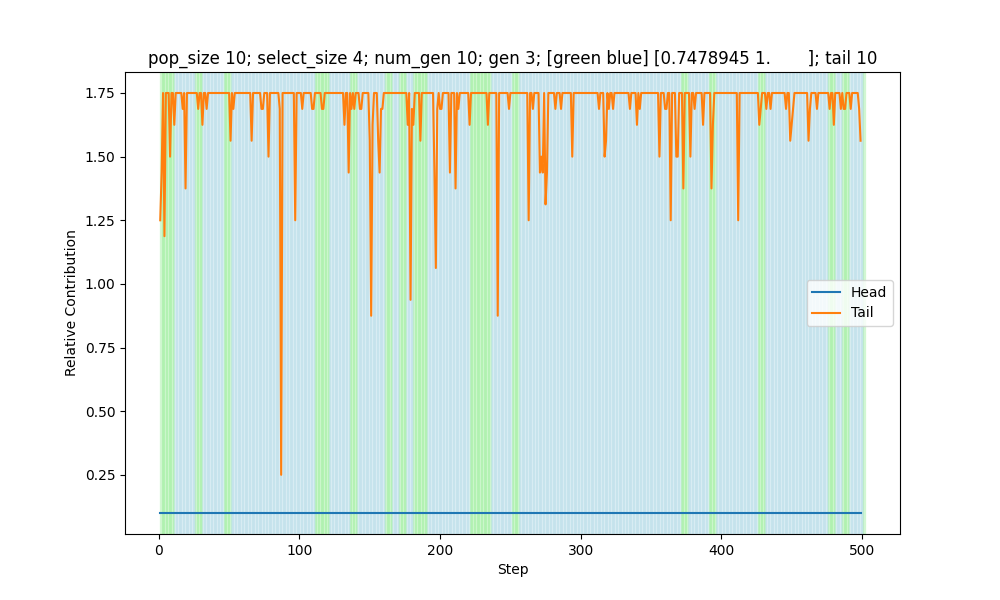 pop_size 10; select_size 4; num_gen 10; gen 3; [green blue] [0.7478945 1.        ]; tail 10
Relative Contribution
1.75
1.50
1.25
1.00
0.75
0.50
0.25
Head
Tail
0 100 200 300 400 500
Step